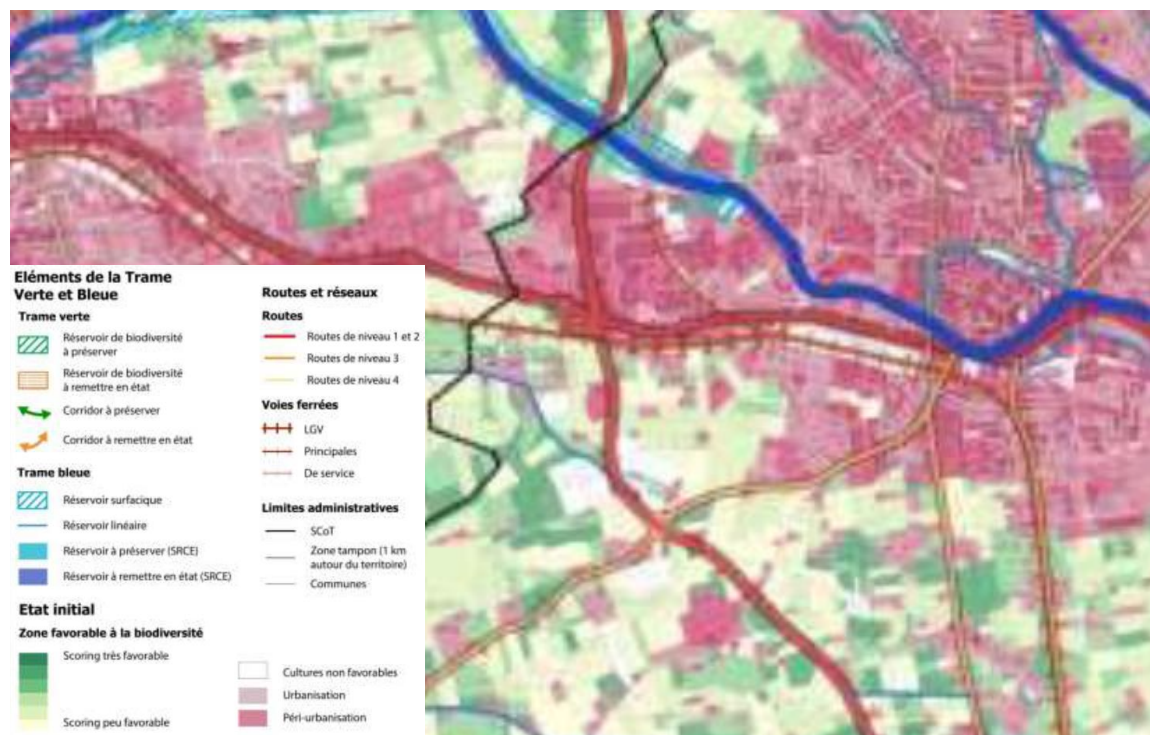 Eléments de la Trame
Verte et Bleue
Trame verte
Réservoir de biodiversité
à préserver
Réservoir de biodiversité
à remettre en état
Corridor à préserver
Corridor à remettre en état
Trame bleue
Réservoir surfacique
Réservoir linéaire
Réservoir à préserver (SRCE)
Réservoir à remettre en état (SRCE)
Routes et réseaux
Routes
Routes de niveau 1 et 2
Routes de niveau 3
Routes de niveau 4
Voies ferrées
LGV
Principales
De service
Limites administratives
SCoT
Zone tampon (1 km
autour du territoire)
Communes
Etat initial
Zone favorable à la biodiversité
Scoring très favorable
Scoring peu favorable
Cultures non favorables
Urbanisation
Péri-urbanisation